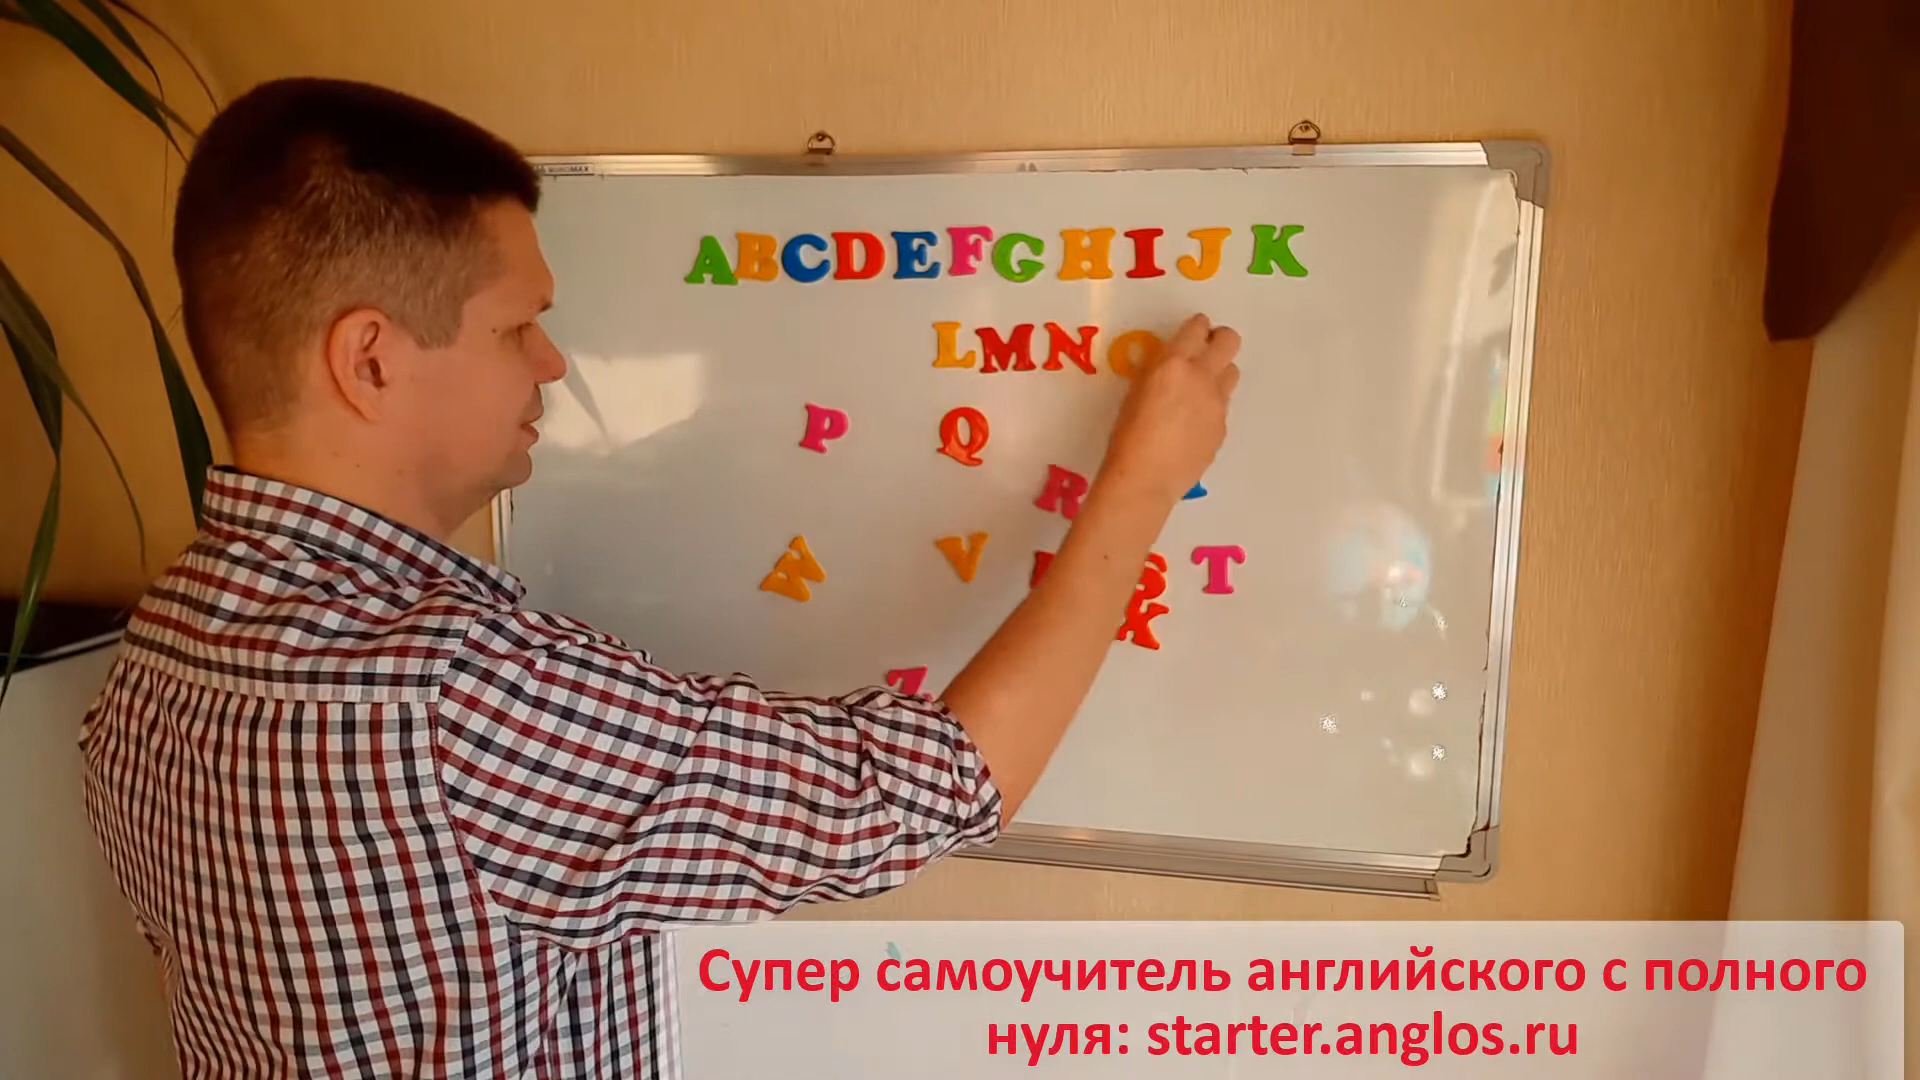 ABCDEFGHIJK
LMNO
P Q
R
W V S T
X
Z
Супер самоучитель английского с полного
нуля: starter.anglos.ru